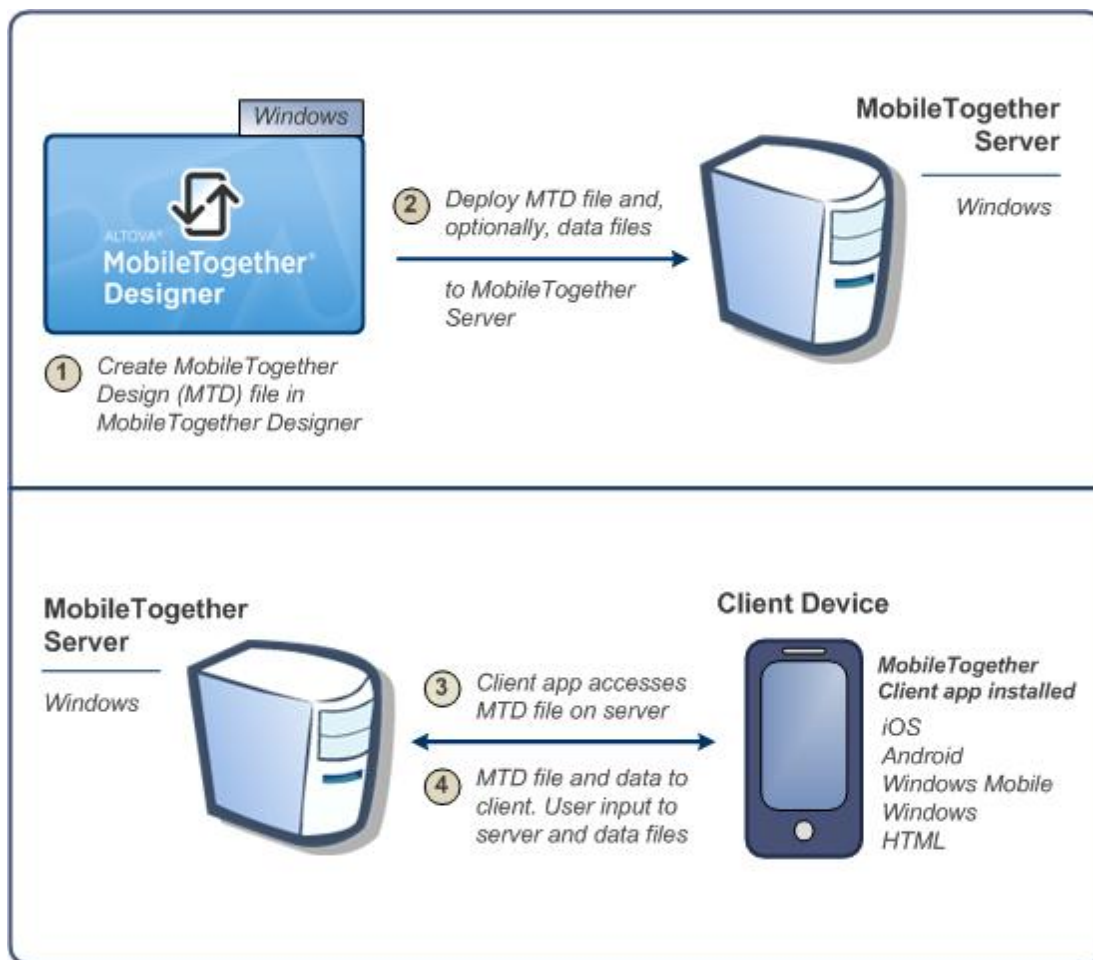 Windows
ALTOVA®
MobileTogether®
Designer
1
Create MobileTogether
Design (MTD) file in
MobileTogether Designer
2
Deploy MTD file and,
optionally, data files
to MobileTogether
Server
MobileTogether
Server
Windows
MobileTogether
Server
Windows
3
Client app accesses
MTD file on server
4
MTD file and data to
client. User input to
server and data files
Client Device
MobileTogether
Client app installed
iOS
Android
Windows Mobile
Windows
HTML